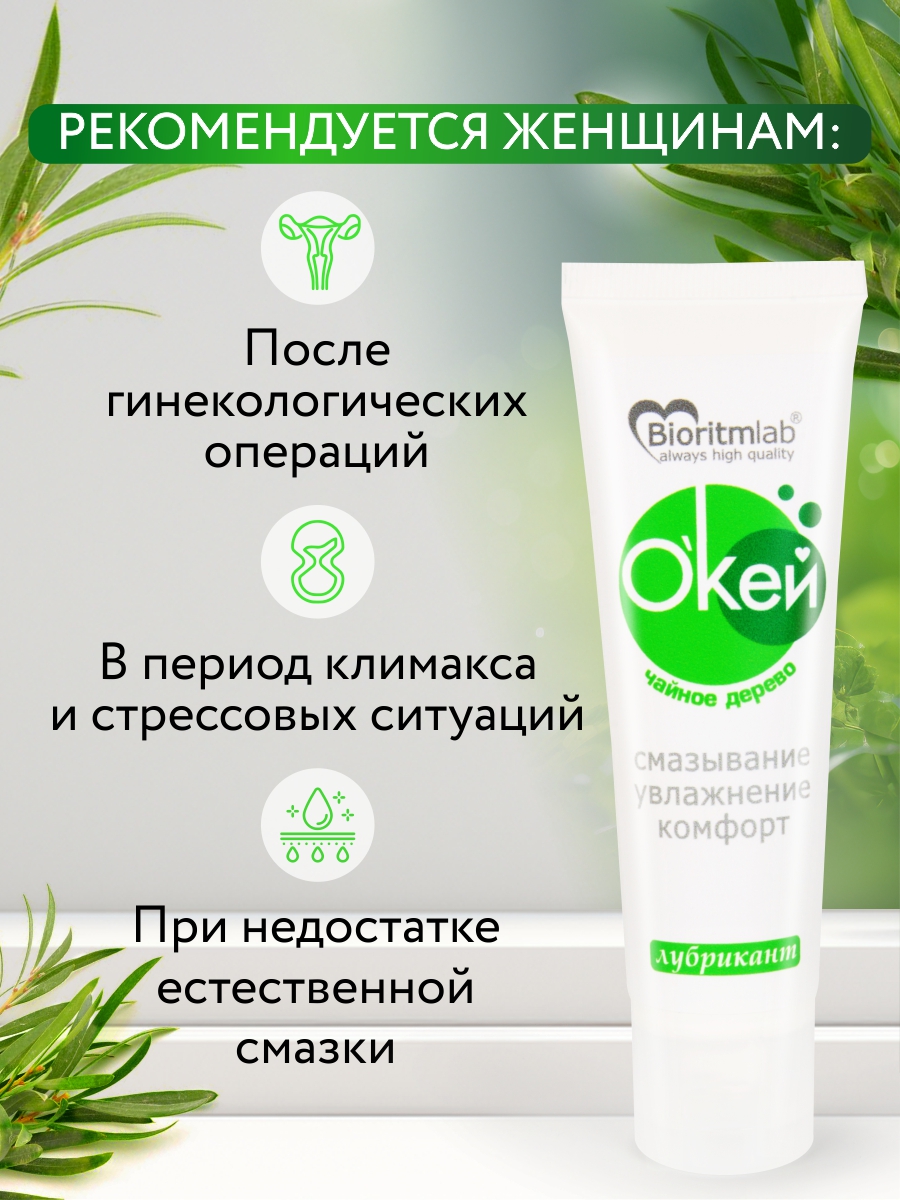 РЕКОМЕНДУЕТСЯ ЖЕНЩИНАМ:
После
гинекологических
операций
В период климакса
и стрессовых ситуаций
При недостатке
естественной
смазки
Bioritmlab®
always high quality
О'кей
чайное дерево
смазывание
увлажнение
комфорт
лубрикант